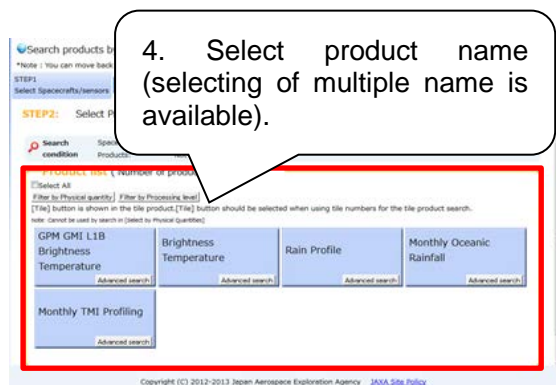 Search products b
4. Select product name
(selecting of multiple name is
available).
*Note : You can move back
STEP1
Select Spacecrafts/sensors
STEP2: Select P
Search
condition
Products:
Product list ( Number of produ
Select All
Filter by Physical quantity Filter by Processing level
[Tile] button is shown in the tile product.[Tile] button should be selected when using tile numbers for the tile product search.
note: Cannot be used by search in [Select by Physical Quantities]
GPM GMI L1B
Brightness
Temperature
Advanced search
Brightness
Temperature
Advanced search
Rain Profile
Advanced search
Monthly Oceanic
Rainfall
Advanced search
Monthly TMI Profiling
Advanced search
Copyright (C) 2012-2013 Japan Aerospace Exploration Agency JAXA Site Policy